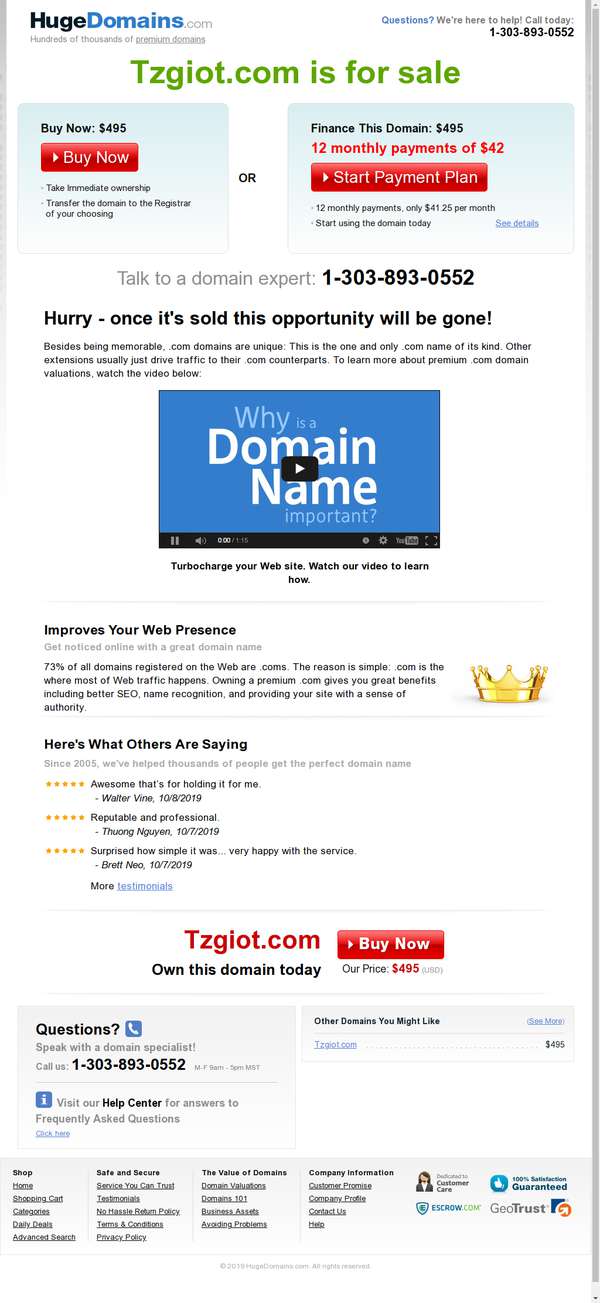 HugeDomains.com
Hundreds of thousands of premium domains
Questions? We're here to help! Call today:
1-303-893-0552
Tzgiot.com is for sale
Buy Now: $495
Buy Now
· Take Immediate ownership
· Transfer the domain to the Registrar
of your choosing
OR
Finance This Domain: $495
12 monthly payments of $42
Start Payment Plan
· 12 monthly payments, only $41.25 per month
· Start using the domain today
See details
Talk to a domain expert: 1-303-893-0552
Hurry - once it's sold this opportunity will be gone!
Besides being memorable, .com domains are unique: This is the one and only .com name of its kind. Other
extensions usually just drive traffic to their .com counterparts. To learn more about premium .com domain
valuations, watch the video below:
Why is a
Domain
Name
important?
0:00 / 1:15
YouTube
Turbocharge your Web site. Watch our video to learn
how.
Improves Your Web Presence
Get noticed online with a great domain name
73% of all domains registered on the Web are .coms. The reason is simple: .com is the
where most of Web traffic happens. Owning a premium .com gives you great benefits
including better SEO, name recognition, and providing your site with a sense of
authority.
Here's What Others Are Saying
Since 2005, we've helped thousands of people get the perfect domain name
Awesome that's for holding it for me.
- Walter Vine, 10/8/2019
Reputable and professional.
- Thuong Nguyen, 10/7/2019
Surprised how simple it was... very happy with the service.
- Brett Neo, 10/7/2019
More testimonials
Tzgiot.com
Own this domain today
Buy Now
Our Price: $495 (USD)
Questions?
Speak with a domain specialist!
Call us: 1-303-893-0552 M-F 9am - 5pm MST
Visit our Help Center for answers to
Frequently Asked Questions
Click here
Other Domains You Might Like
(See More)
Tzgiot.com
$495
Shop
Home
Shopping Cart
Categories
Daily Deals
Advanced Search
Safe and Secure
Service You Can Trust
Testimonials
No Hassle Return Policy
Terms & Conditions
Privacy Policy
The Value of Domains
Domain Valuations
Domains 101
Business Assets
Avoiding Problems
Company Information
Customer Promise
Company Profile
Contact Us
Help
Dedicated to
Customer
Care
100% Satisfaction
Guaranteed
ESCROW.COM
GeoTrust
© 2019 HugeDomains.com. All rights reserved.